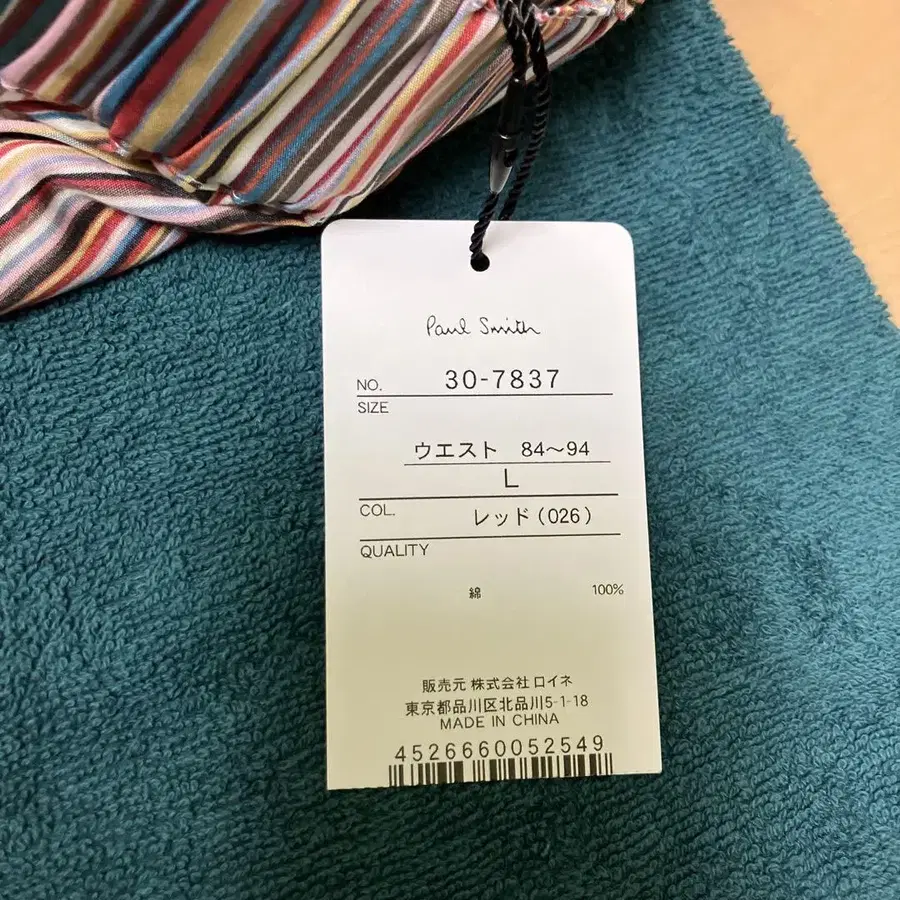 Paul Smith
NO. 30-7837
SIZE
ウエスト 84～94
L
COL. レッド(026)
QUALITY
綿 100%
販売元 株式会社 ロイネ
東京都品川区北品川5-1-18
MADE IN CHINA
4526660052549